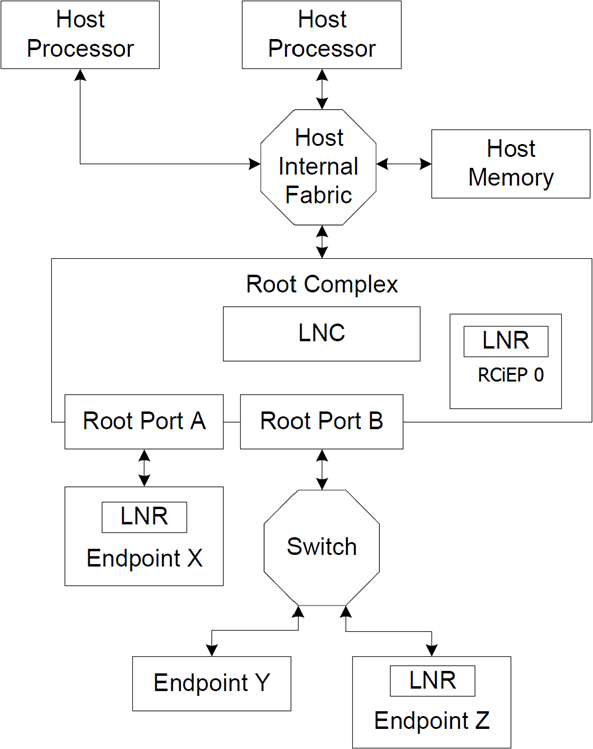 Host
Processor
Host
Processor
Host
Internal
Fabric
Host
Memory
Root Complex
LNC
LNR
RCiEP 0
Root Port A
Root Port B
LNR
Endpoint X
Switch
Endpoint Y
LNR
Endpoint Z